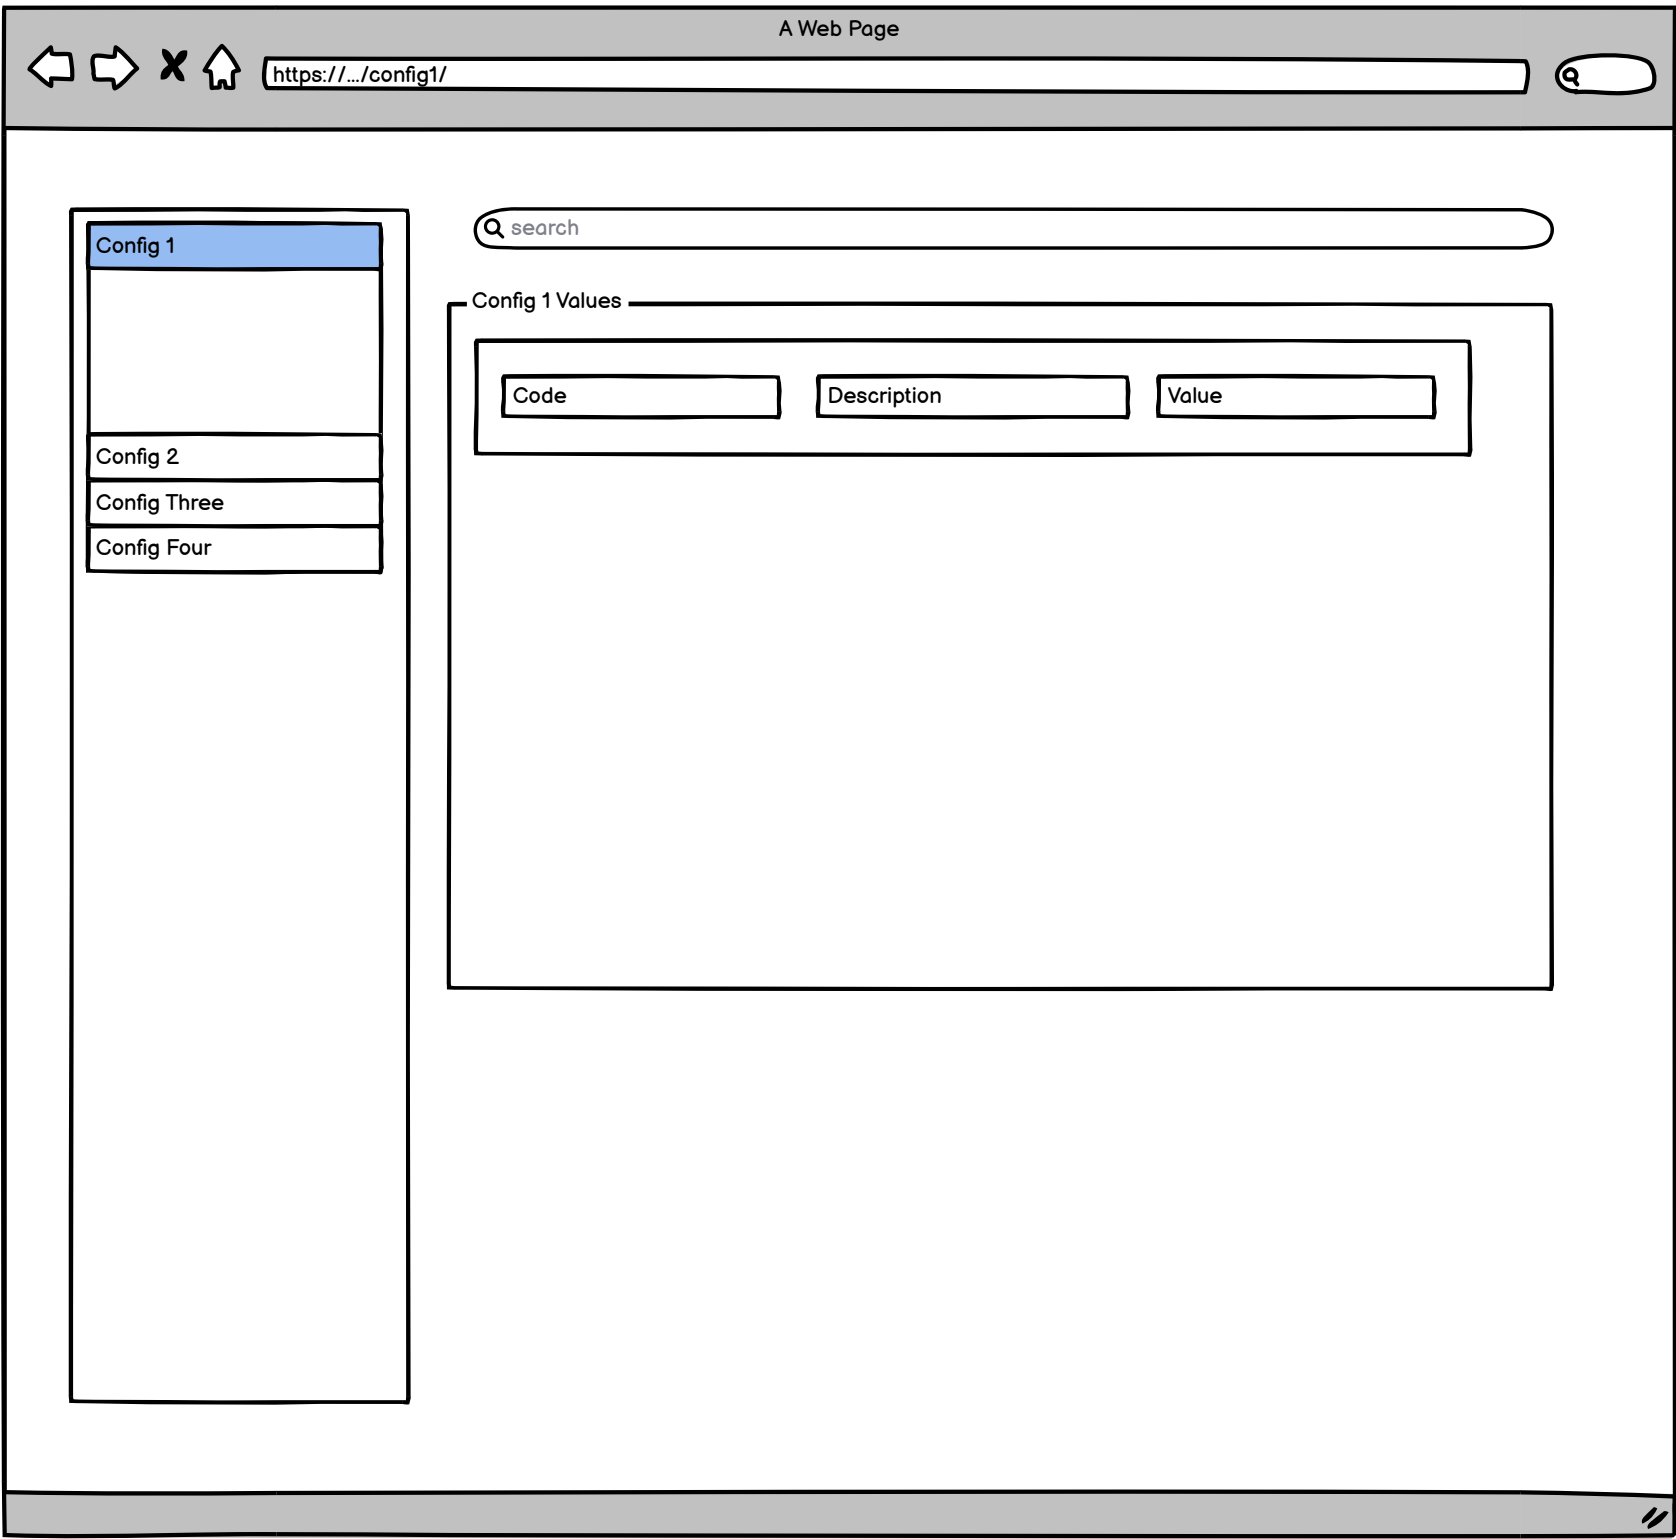 A Web Page
https://.../config1/
Config 1
Config 2
Config Three
Config Four
search
Config 1 Values
Code
Description
Value